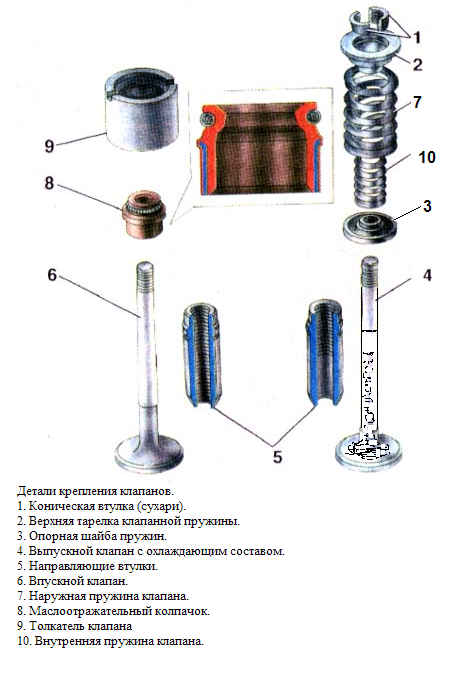 1
2
7
9
10
8
3
6
4
5
Детали крепления клапанов.
1. Коническая втулка (сухари).
2. Верхняя тарелка клапанной пружины.
3. Опорная шайба пружин.
4. Выпускной клапан с охлаждающим составом.
5. Направляющие втулки.
6. Впускной клапан.
7. Наружная пружина клапана.
8. Маслоотражательный колпачок.
9. Толкатель клапана
10. Внутренняя пружина клапана.